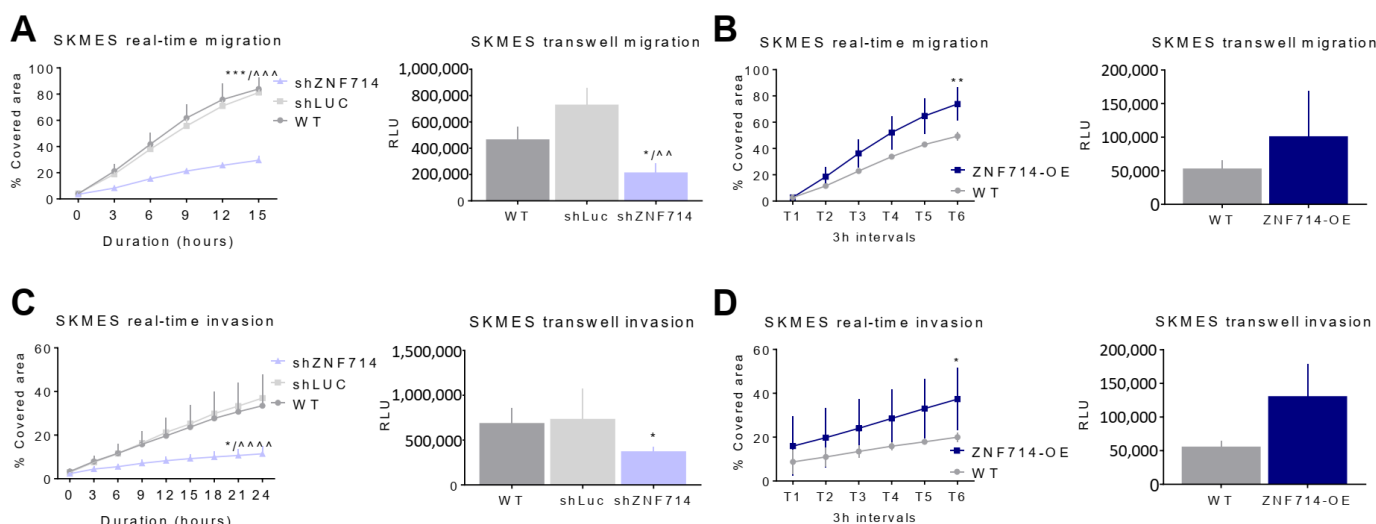 A
SKMES real-time migration
% Covered area
100
80
60
40
20
0
0 3 6 9 12 15
Duration (hours)
***/^^^
shZNF714
shLUC
WT
SKMES transwell migration
RLU
1,000,000
800,000
600,000
400,000
200,000
0
*/^^
WT shLuc shZNF714
B
SKMES real-time migration
% Covered area
100
80
60
40
20
0
**
ZNF714-OE
WT
T1 T2 T3 T4 T5 T6
3h intervals
SKMES transwell migration
RLU
200,000
150,000
100,000
50,000
0
WT ZNF714-OE
C
SKMES real-time invasion
% Covered area
60
40
20
0
shZNF714
shLUC
WT
*/^^^^
0 3 6 9 12 15 18 21 24
Duration (hours)
SKMES transwell invasion
RLU
1,500,000
1,000,000
500,000
0
*
WT shLuc shZNF714
D
SKMES real-time invasion
% Covered area
60
40
20
0
*
ZNF714-OE
WT
T1 T2 T3 T4 T5 T6
3h intervals
SKMES transwell invasion
RLU
200,000
150,000
100,000
50,000
0
WT ZNF714-OE